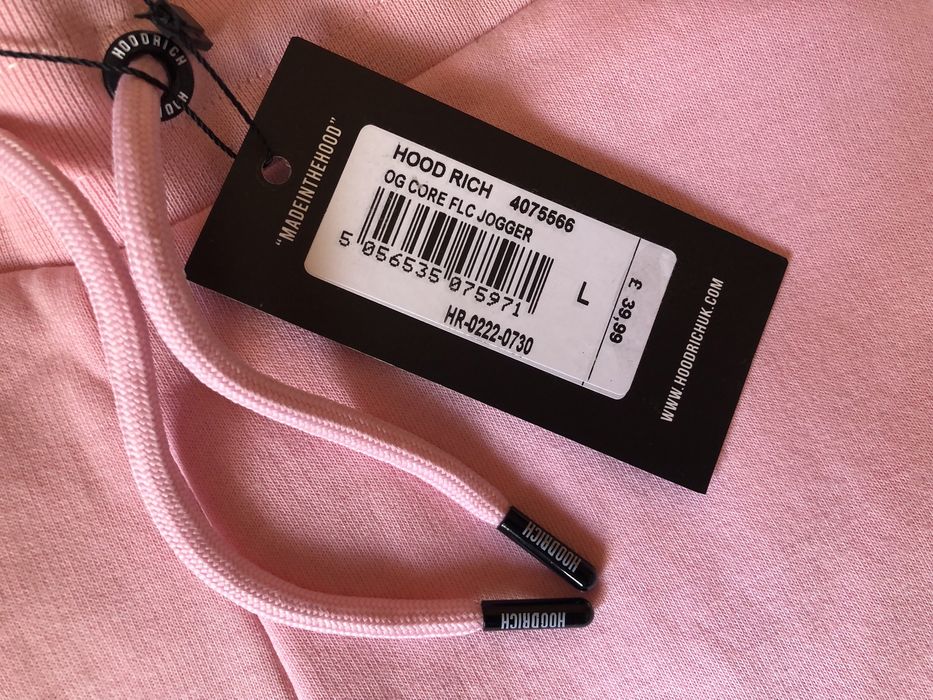 HOODRICH
"MADEINTHEHOOD"
HOOD RICH 4075566
OG CORE FLC JOGGER
5 056535 075971
L
£ 39,99
HR-0222-0730
WWW.HOODRICHUK.COM
HOODRICH
HOODRICH